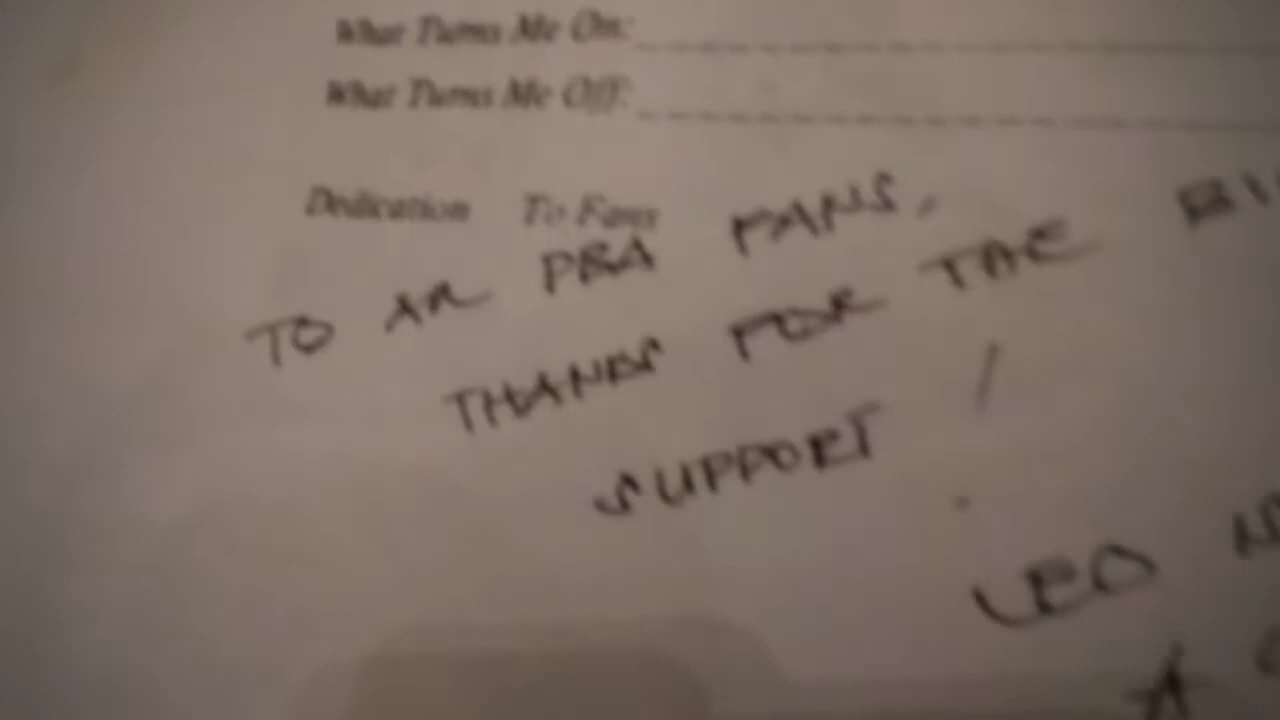 What Turns Me On:
What Turns Me Off:
Dedication To Fans
TO AR PBA FANS,
THANKS FOR THE
SUPPORT !
LEO